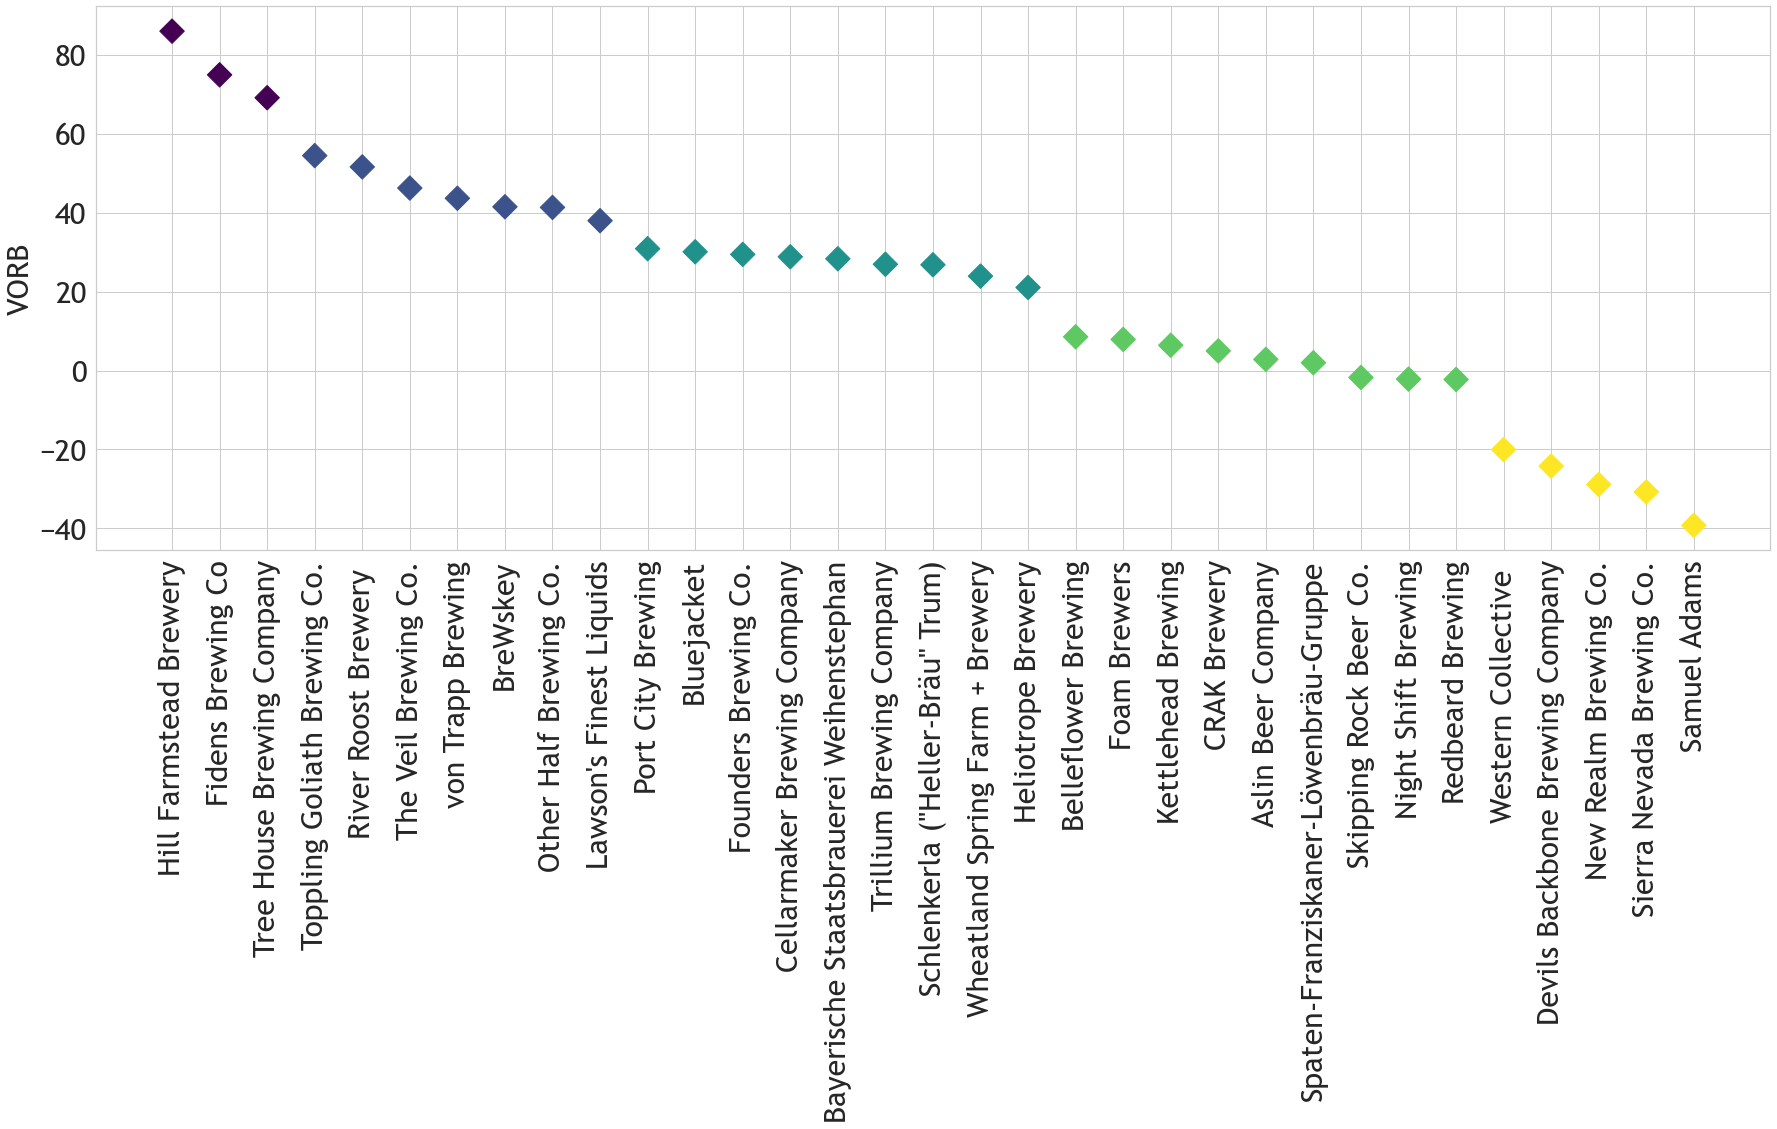 80
60
40
20
0
−20
−40
VORB
Hill Farmstead Brewery
Fidens Brewing Co
Tree House Brewing Company
Toppling Goliath Brewing Co.
River Roost Brewery
The Veil Brewing Co.
von Trapp Brewing
BreWskey
Other Half Brewing Co.
Lawson's Finest Liquids
Port City Brewing
Bluejacket
Founders Brewing Co.
Cellarmaker Brewing Company
Bayerische Staatsbrauerei Weihenstephan
Trillium Brewing Company
Schlenkerla ("Heller-Bräu" Trum)
Wheatland Spring Farm + Brewery
Heliotrope Brewery
Belleflower Brewing
Foam Brewers
Kettlehead Brewing
CRAK Brewery
Aslin Beer Company
Spaten-Franziskaner-Löwenbräu-Gruppe
Skipping Rock Beer Co.
Night Shift Brewing
Redbeard Brewing
Western Collective
Devils Backbone Brewing Company
New Realm Brewing Co.
Sierra Nevada Brewing Co.
Samuel Adams